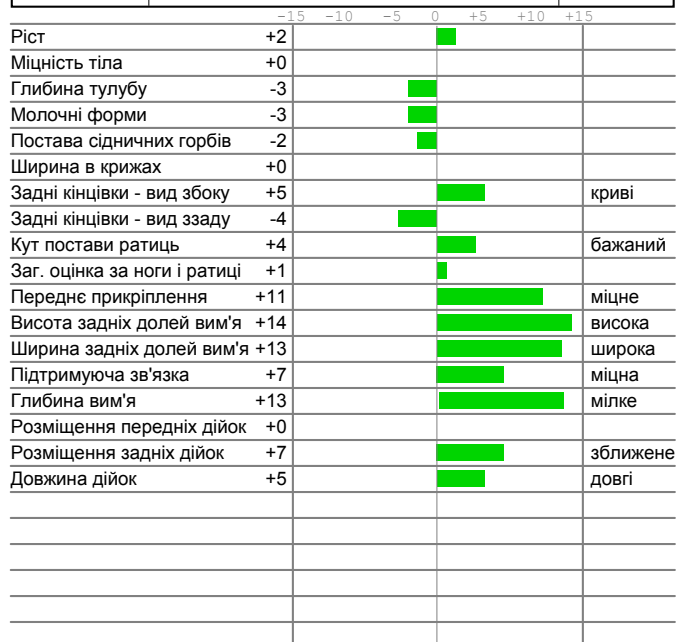 -15 -10 -5 0 +5 +10 +15
Ріст +2
Міцність тіла +0
Глибина тулубу -3
Молочні форми -3
Постава сідничних горбів -2
Ширина в крижах +0
Задні кінцівки - вид збоку +5 криві
Задні кінцівки - вид ззаду -4
Кут постави ратиць +4 бажаний
Заг. оцінка за ноги і ратиці +1
Переднє прикріплення +11 міцне
Висота задніх долей вим'я +14 висока
Ширина задніх долей вим'я +13 широка
Підтримуюча зв'язка +7 міцна
Глибина вим'я +13 мілке
Розміщення передніх дійок +0
Розміщення задніх дійок +7 зближене
Довжина дійок +5 довгі